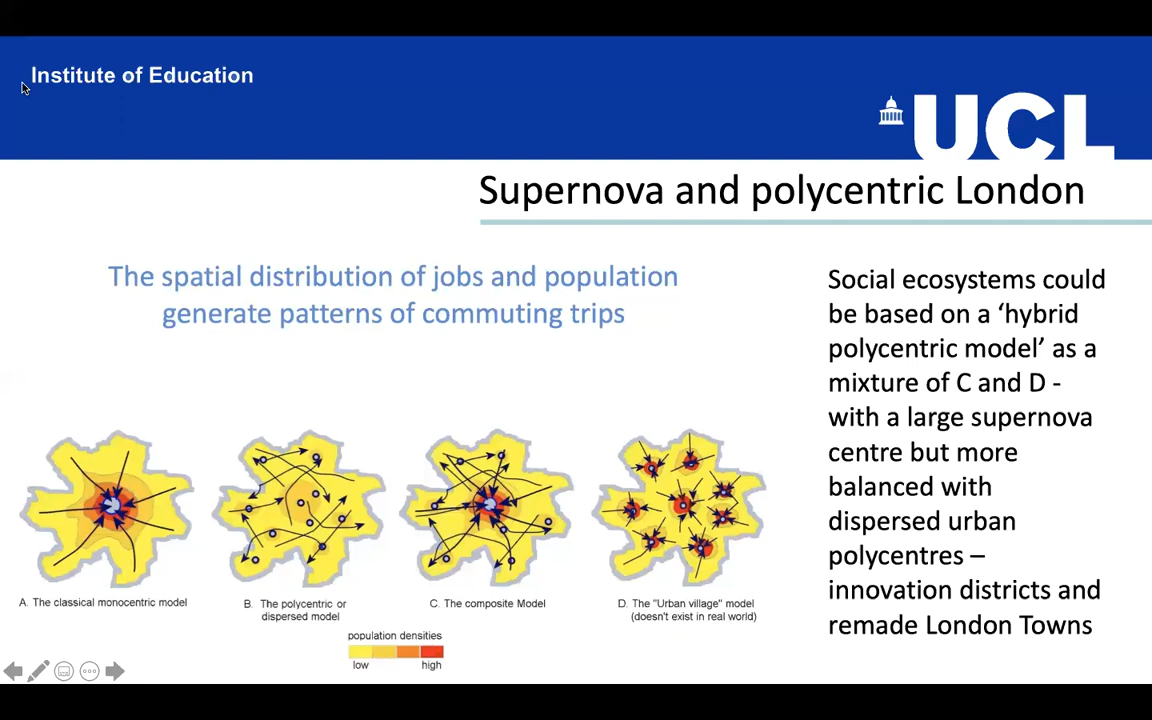 Institute of Education
UCL
Supernova and polycentric London
The spatial distribution of jobs and population
generate patterns of commuting trips
Social ecosystems could
be based on a ‘hybrid
polycentric model’ as a
mixture of C and D -
with a large supernova
centre but more
balanced with
dispersed urban
polycentres –
innovation districts and
remade London Towns
A. The classical monocentric model
B. The polycentric or
dispersed model
C. The composite Model
D. The "Urban village" model
(doesn't exist in real world)
population densities
low high